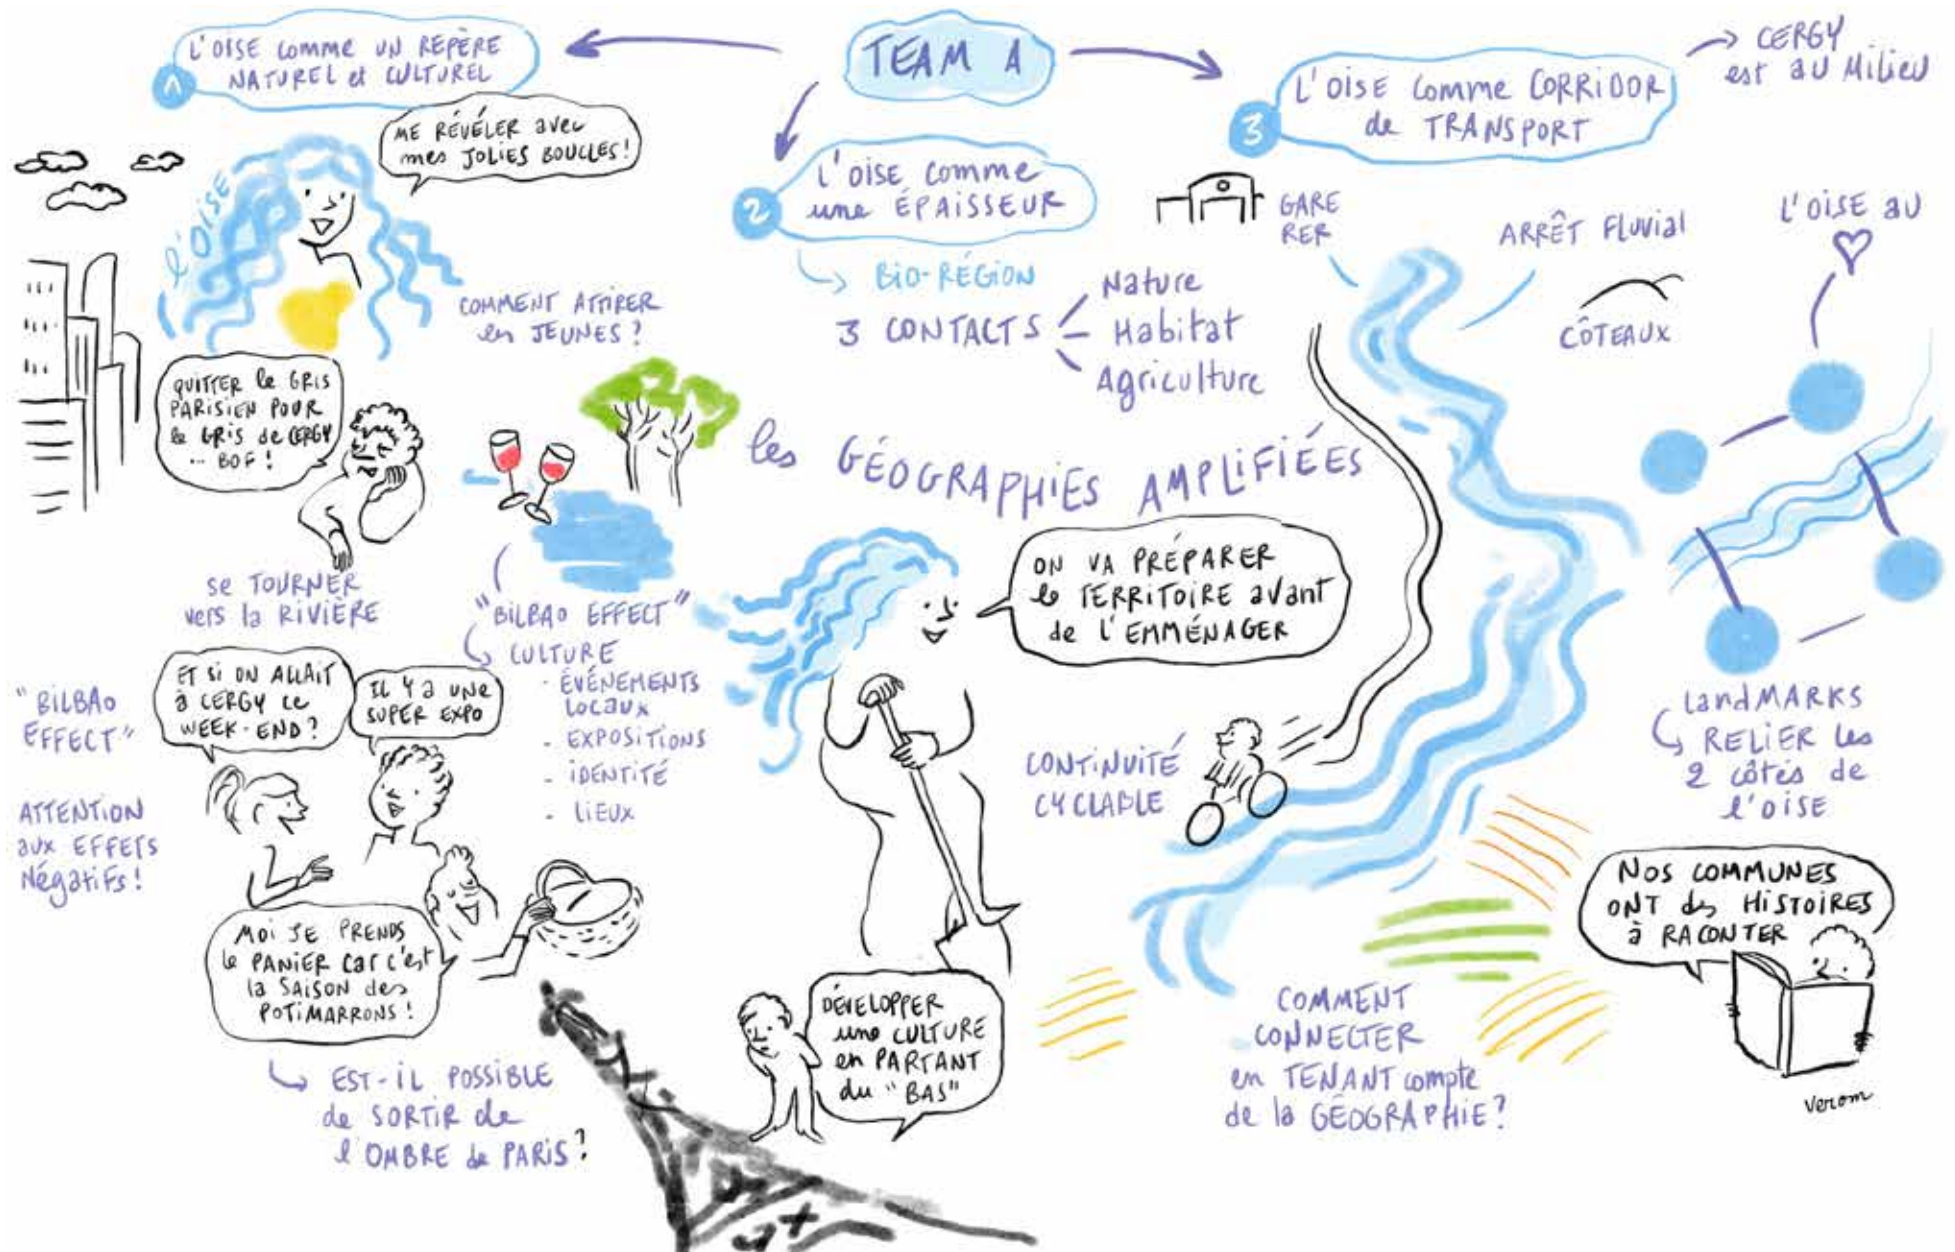 TEAM A
1
L'OISE comme UN REPÈRE
NATUREL et CULTUREL
ME RÉVÉLER avec
mes JOLIES BOUCLES!
l'OISE
COMMENT ATTIRER
les JEUNES?
QUITTER le GRIS
PARISIEN POUR
le GRIS de CERGY
... BOF!
se TOURNER
vers la RIVIÈRE
"BILBAO EFFECT"
CULTURE
- ÉVÉNEMENTS
LOCAUX
- EXPOSITIONS
- IDENTITÉ
- LIEUX
"BILBAO
EFFECT"
ATTENTION
aux EFFETS
Négatifs!
ET SI ON ALLAIT
à CERGY CE
WEEK-END?
IL Y a UNE
SUPER EXPO
MOI JE PRENDS
le PANIER car c'est
la SAISON des
POTIMARRONS!
EST-IL POSSIBLE
de SORTIR de
l'OMBRE de PARIS?
2
L'OISE comme
une ÉPAISSEUR
BIO-RÉGION
3 CONTACTS
Nature
Habitat
Agriculture
les GÉOGRAPHIES AMPLIFIÉES
ON VA PRÉPARER
le TERRITOIRE avant
de L'EMMÉNAGER
DÉVELOPPER
une CULTURE
en PARTANT
du "BAS"
3
L'OISE comme CORRIDOR
de TRANSPORT
CERGY
est au Milieu
GARE
RER
ARRÊT FLUVIAL
CÔTEAUX
L'OISE au
CONTINUITÉ
CYCLABLE
LandMARKS
RELIER les
2 côtés de
l'OISE
NOS COMMUNES
ONT des HISTOIRES
à RACONTER
COMMENT
CONNECTER
en TENANT compte
de la GÉOGRAPHIE?
Verom